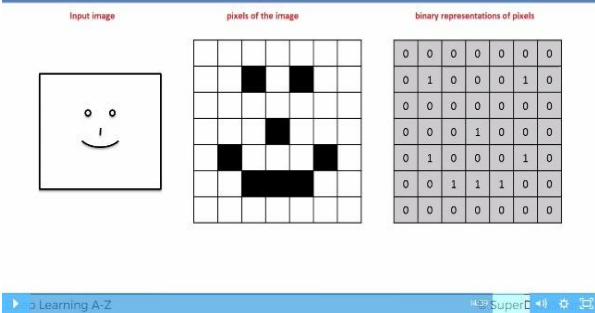 Input image
pixels of the image
binary representations of pixels
0 0 0 0 0 0 0
0 1 0 0 0 1 0
0 0 0 0 0 0 0
0 0 0 1 0 0 0
0 1 0 0 0 1 0
0 0 1 1 1 0 0
0 0 0 0 0 0 0
Learning A-Z
14:39
Super